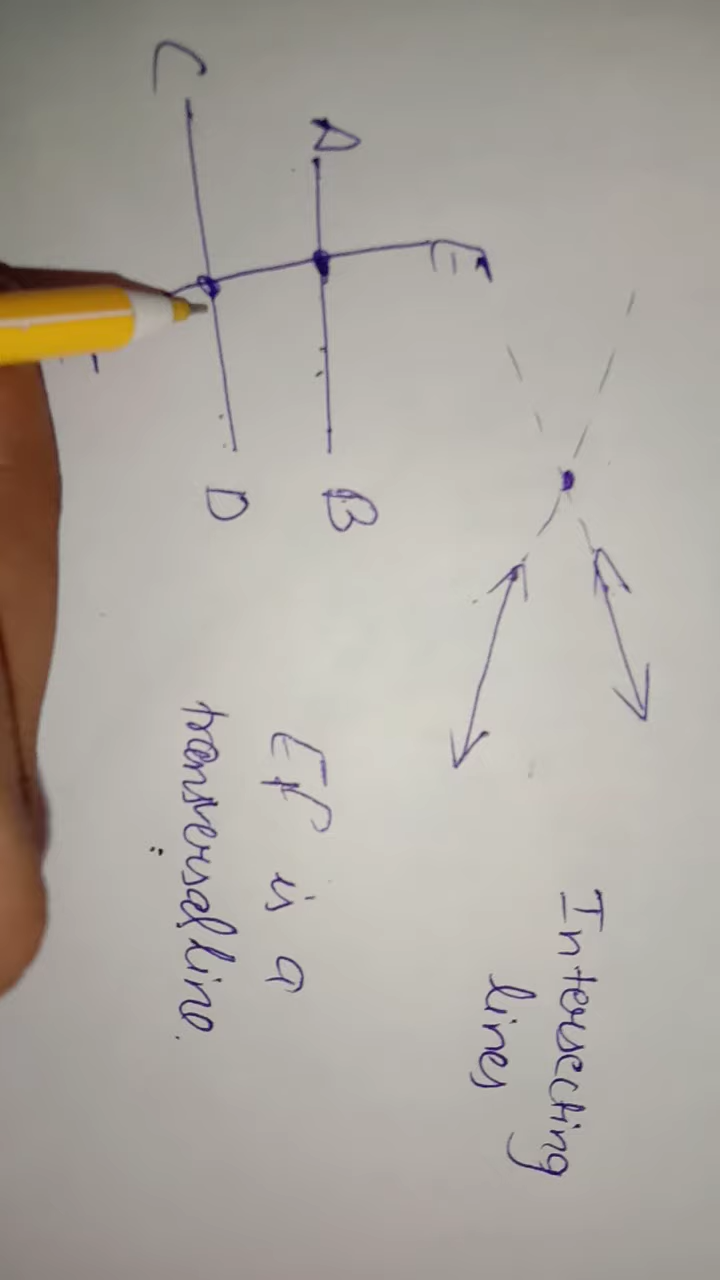 Intersecting
lines
E
A
B
C
D
EF is a
transversal line.